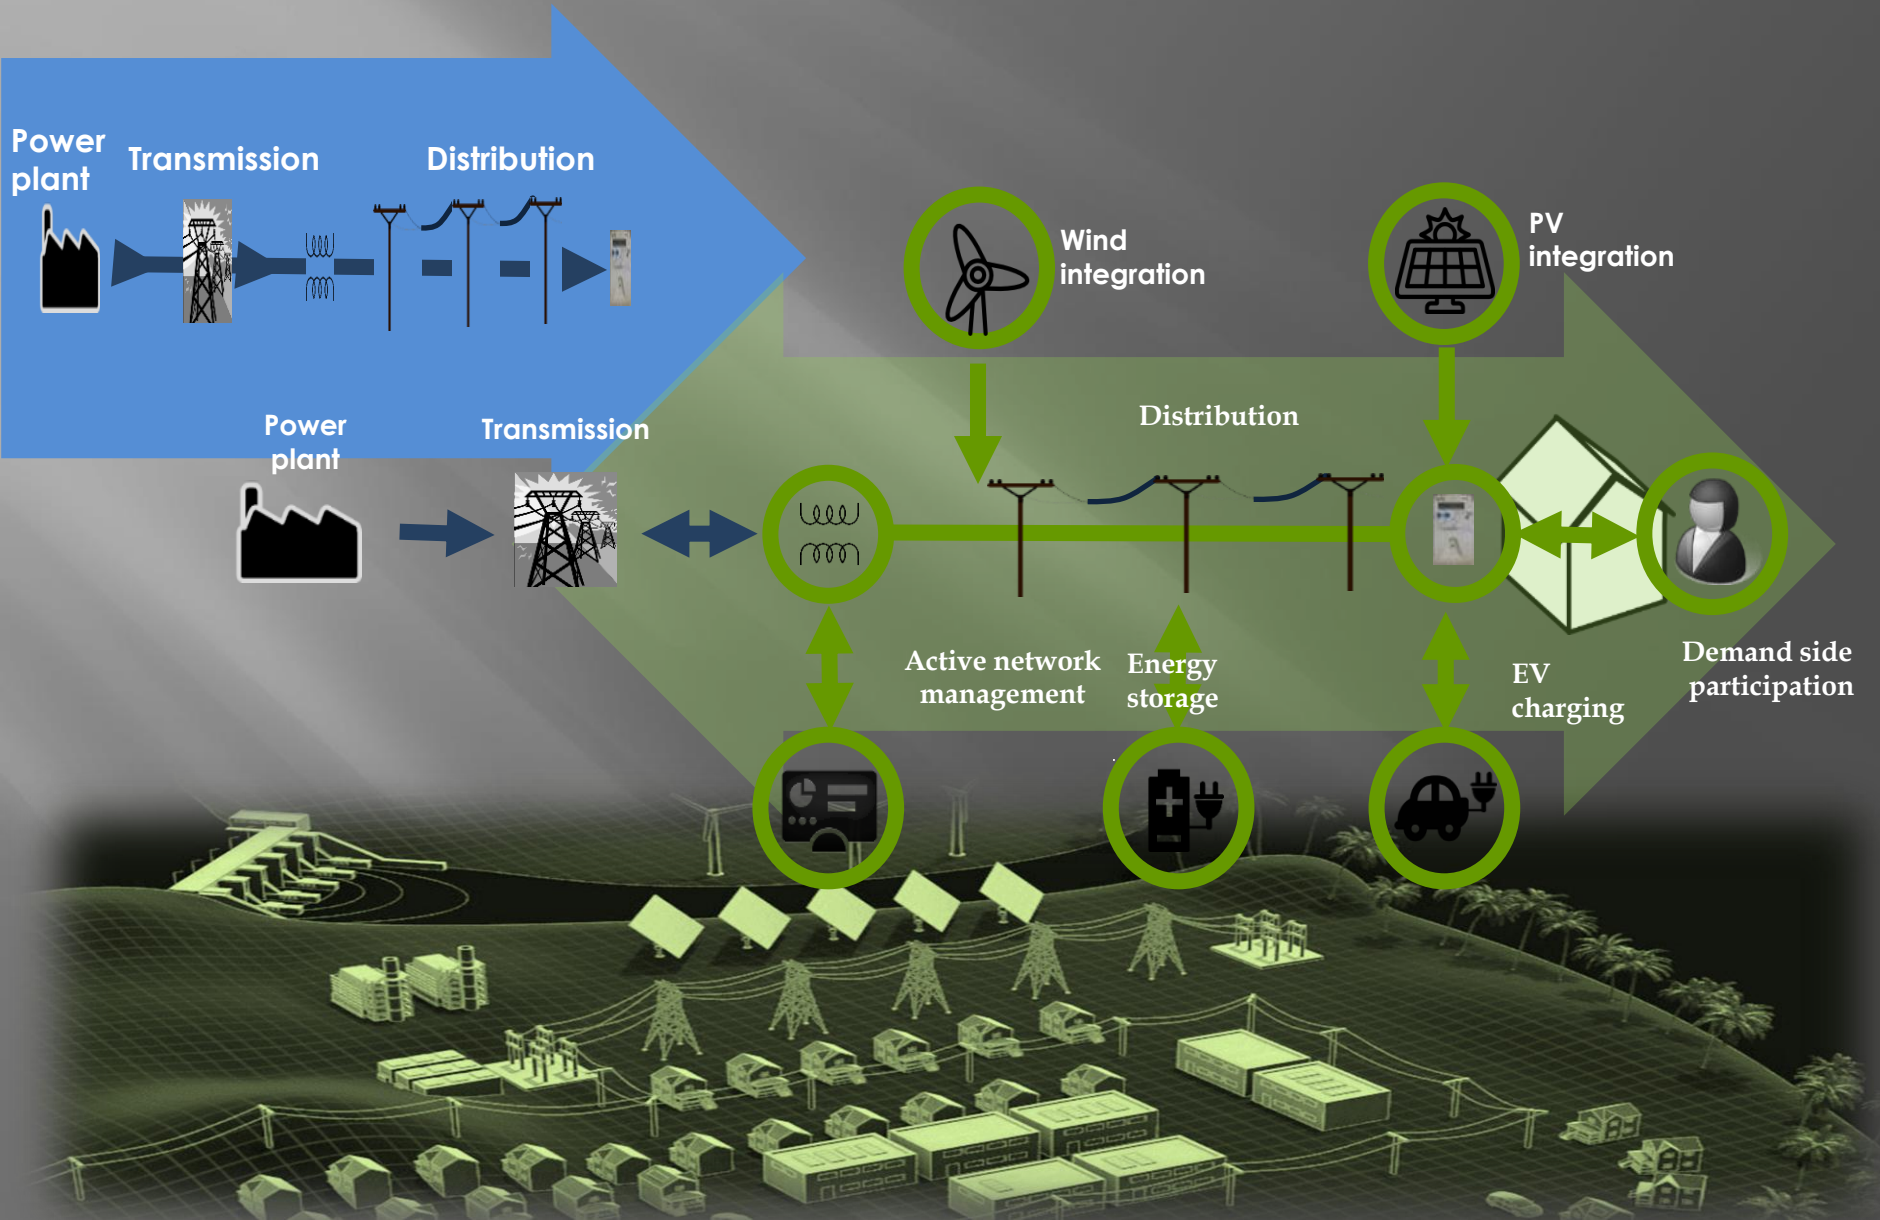 Power
plant
Transmission
Distribution
Wind
integration
PV
integration
Power
plant
Transmission
Distribution
Active network
management
Energy
storage
EV
charging
Demand side
participation